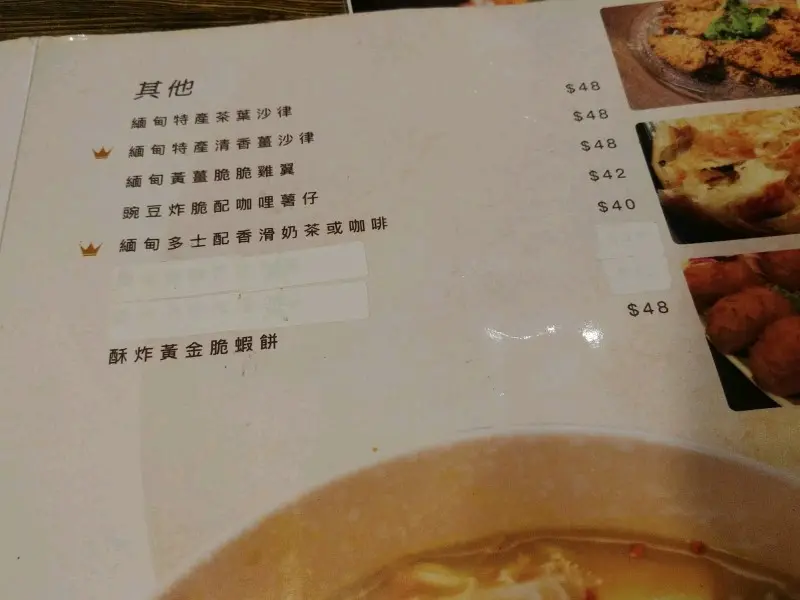 其他
緬甸特產茶葉沙律 $48
緬甸特產清香薑沙律 $48
緬甸黃薑脆脆雞翼 $48
豌豆炸脆配咖哩薯仔 $42
緬甸多士配香滑奶茶或咖啡 $40
酥炸黃金脆蝦餅 $48